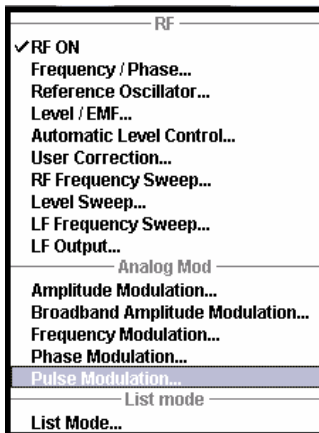 RF
RF ON
Frequency / Phase...
Reference Oscillator...
Level / EMF...
Automatic Level Control...
User Correction...
RF Frequency Sweep...
Level Sweep...
LF Frequency Sweep...
LF Output...
Analog Mod
Amplitude Modulation...
Broadband Amplitude Modulation...
Frequency Modulation...
Phase Modulation...
Pulse Modulation...
List mode
List Mode...